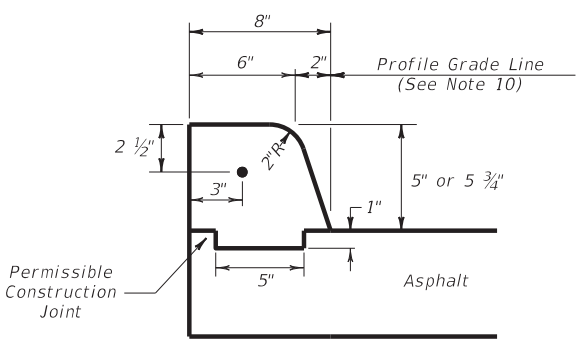 8"
6"
2"
Profile Grade Line
(See Note 10)
2 ½"
2"R
3"
5" or 5 ¾"
1"
Permissible
Construction
Joint
5"
Asphalt